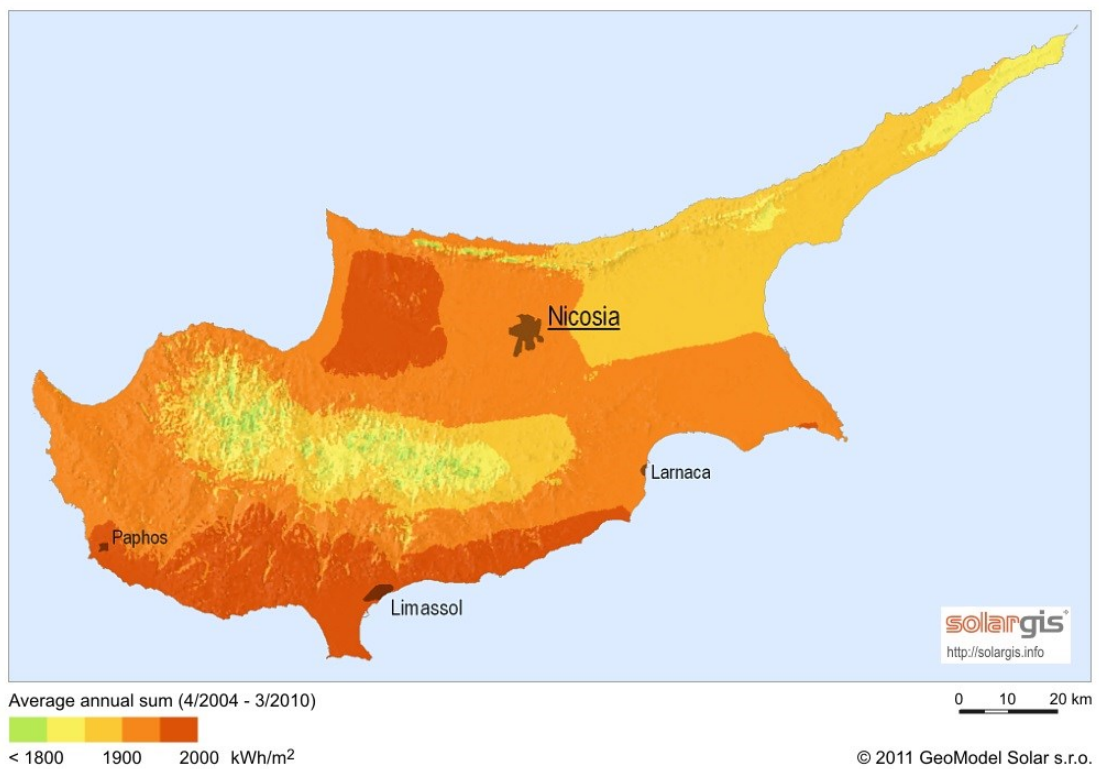 Nicosia
Larnaca
Paphos
Limassol
solargis
http://solargis.info
Average annual sum (4/2004 - 3/2010)
0 10 20 km
< 1800 1900 2000 kWh/m²
© 2011 GeoModel Solar s.r.o.